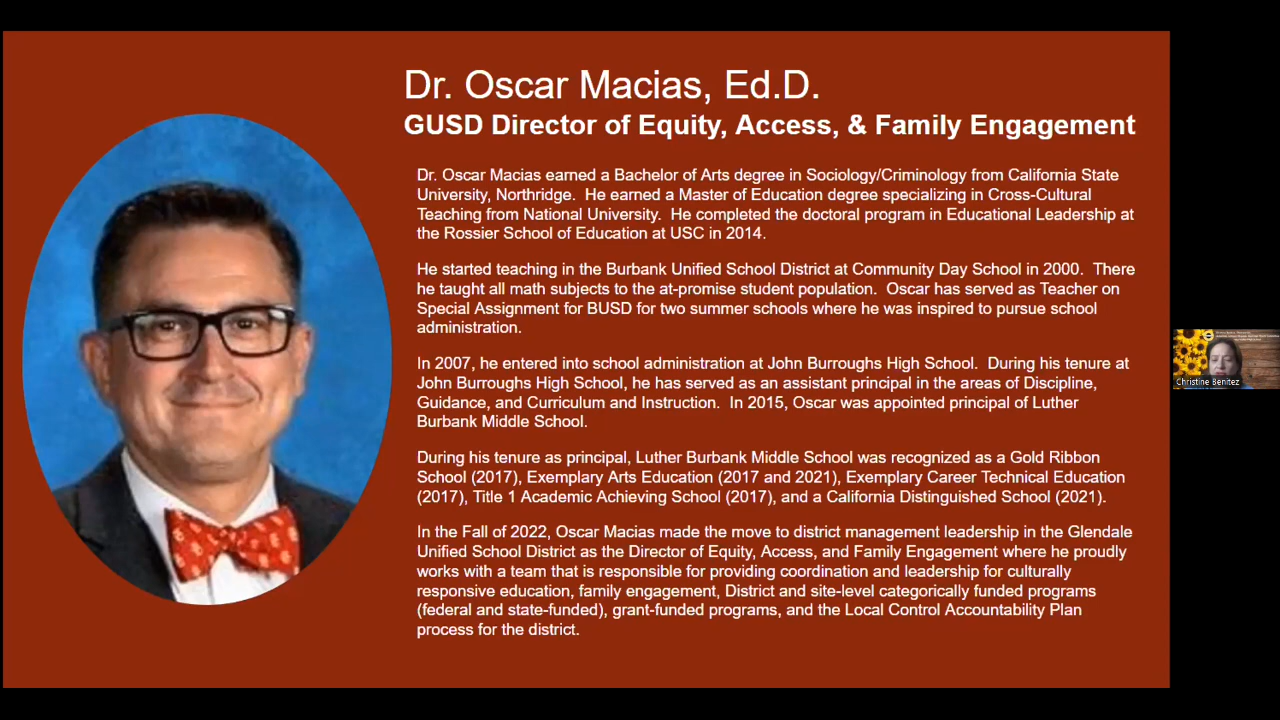 Dr. Oscar Macias, Ed.D.
GUSD Director of Equity, Access, & Family Engagement
Dr. Oscar Macias earned a Bachelor of Arts degree in Sociology/Criminology from California State
University, Northridge. He earned a Master of Education degree specializing in Cross-Cultural
Teaching from National University. He completed the doctoral program in Educational Leadership at
the Rossier School of Education at USC in 2014.
He started teaching in the Burbank Unified School District at Community Day School in 2000. There
he taught all math subjects to the at-promise student population. Oscar has served as Teacher on
Special Assignment for BUSD for two summer schools where he was inspired to pursue school
administration.
In 2007, he entered into school administration at John Burroughs High School. During his tenure at
John Burroughs High School, he has served as an assistant principal in the areas of Discipline,
Guidance, and Curriculum and Instruction. In 2015, Oscar was appointed principal of Luther
Burbank Middle School.
During his tenure as principal, Luther Burbank Middle School was recognized as a Gold Ribbon
School (2017), Exemplary Arts Education (2017 and 2021), Exemplary Career Technical Education
(2017), Title 1 Academic Achieving School (2017), and a California Distinguished School (2021).
In the Fall of 2022, Oscar Macias made the move to district management leadership in the Glendale
Unified School District as the Director of Equity, Access, and Family Engagement where he proudly
works with a team that is responsible for providing coordination and leadership for culturally
responsive education, family engagement, District and site-level categorically funded programs
(federal and state-funded), grant-funded programs, and the Local Control Accountability Plan
process for the district.
Christine Benitez